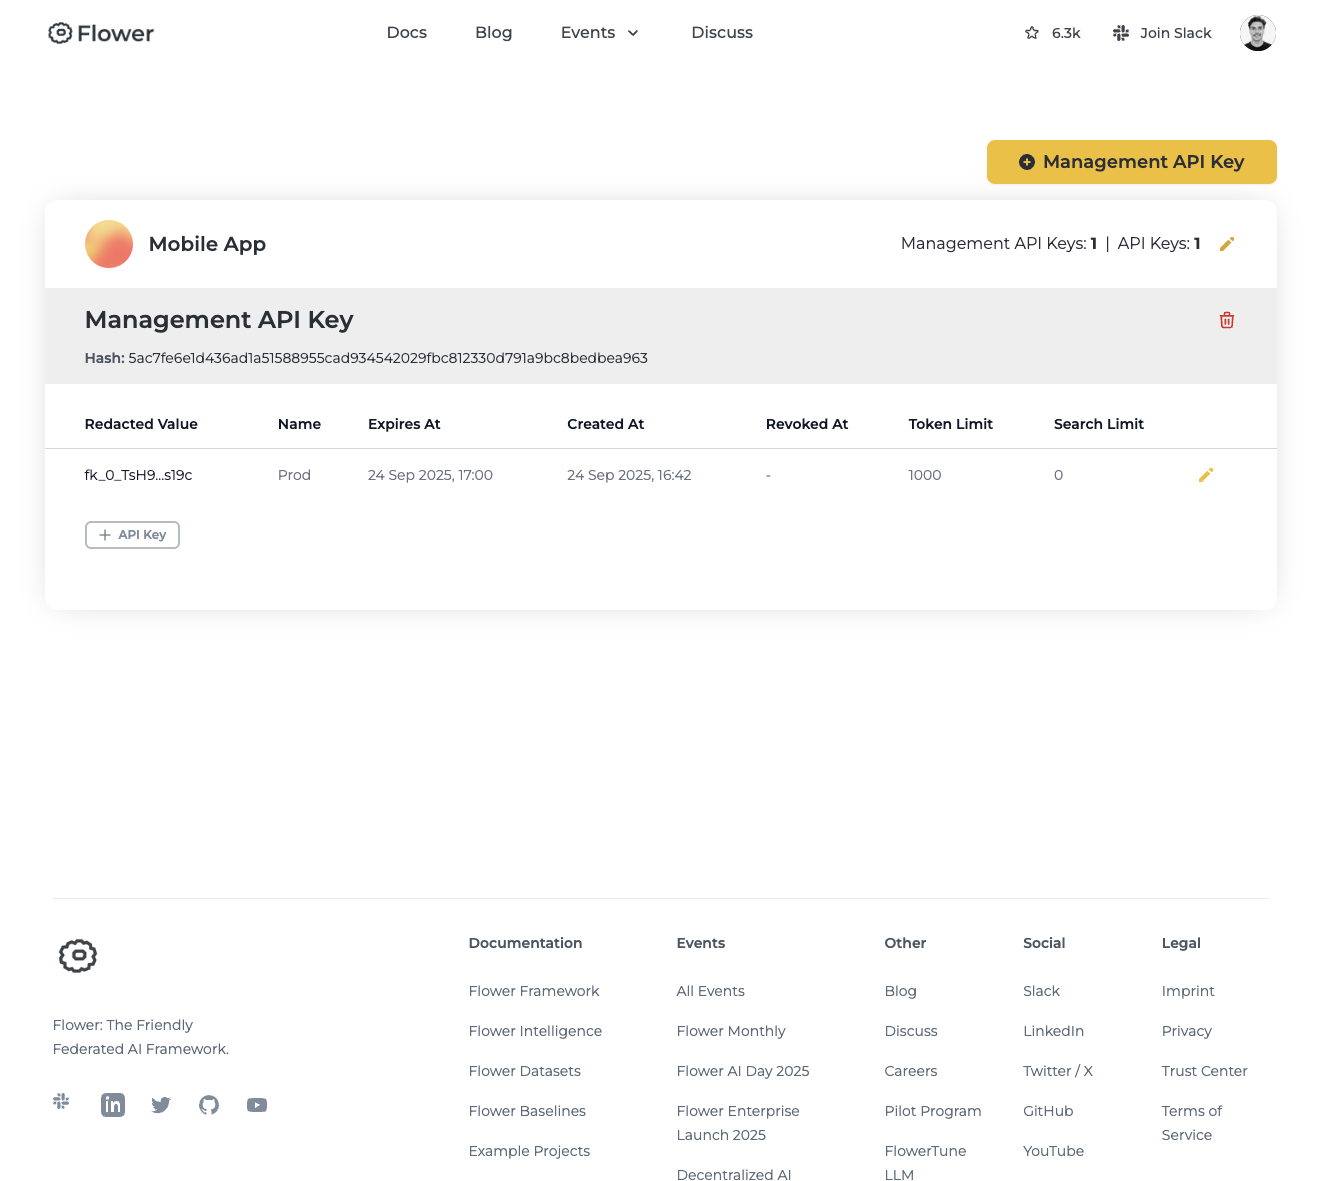 Flower
Docs
Blog
Events
Discuss
6.3k
Join Slack
Management API Key
Mobile App
Management API Keys: 1 | API Keys: 1
Management API Key
Hash: 5ac7fe6e1d436ad1a51588955cad934542029fbc812330d791a9bc8bedbea963
Redacted Value Name Expires At Created At Revoked At Token Limit Search Limit
fk_0_TsH9...s19c Prod 24 Sep 2025, 17:00 24 Sep 2025, 16:42 - 1000 0
API Key
Flower: The Friendly
Federated AI Framework.
Documentation
Flower Framework
Flower Intelligence
Flower Datasets
Flower Baselines
Example Projects
Events
All Events
Flower Monthly
Flower AI Day 2025
Flower Enterprise
Launch 2025
Decentralized AI
Other
Blog
Discuss
Careers
Pilot Program
FlowerTune
LLM
Social
Slack
LinkedIn
Twitter / X
GitHub
YouTube
Legal
Imprint
Privacy
Trust Center
Terms of
Service